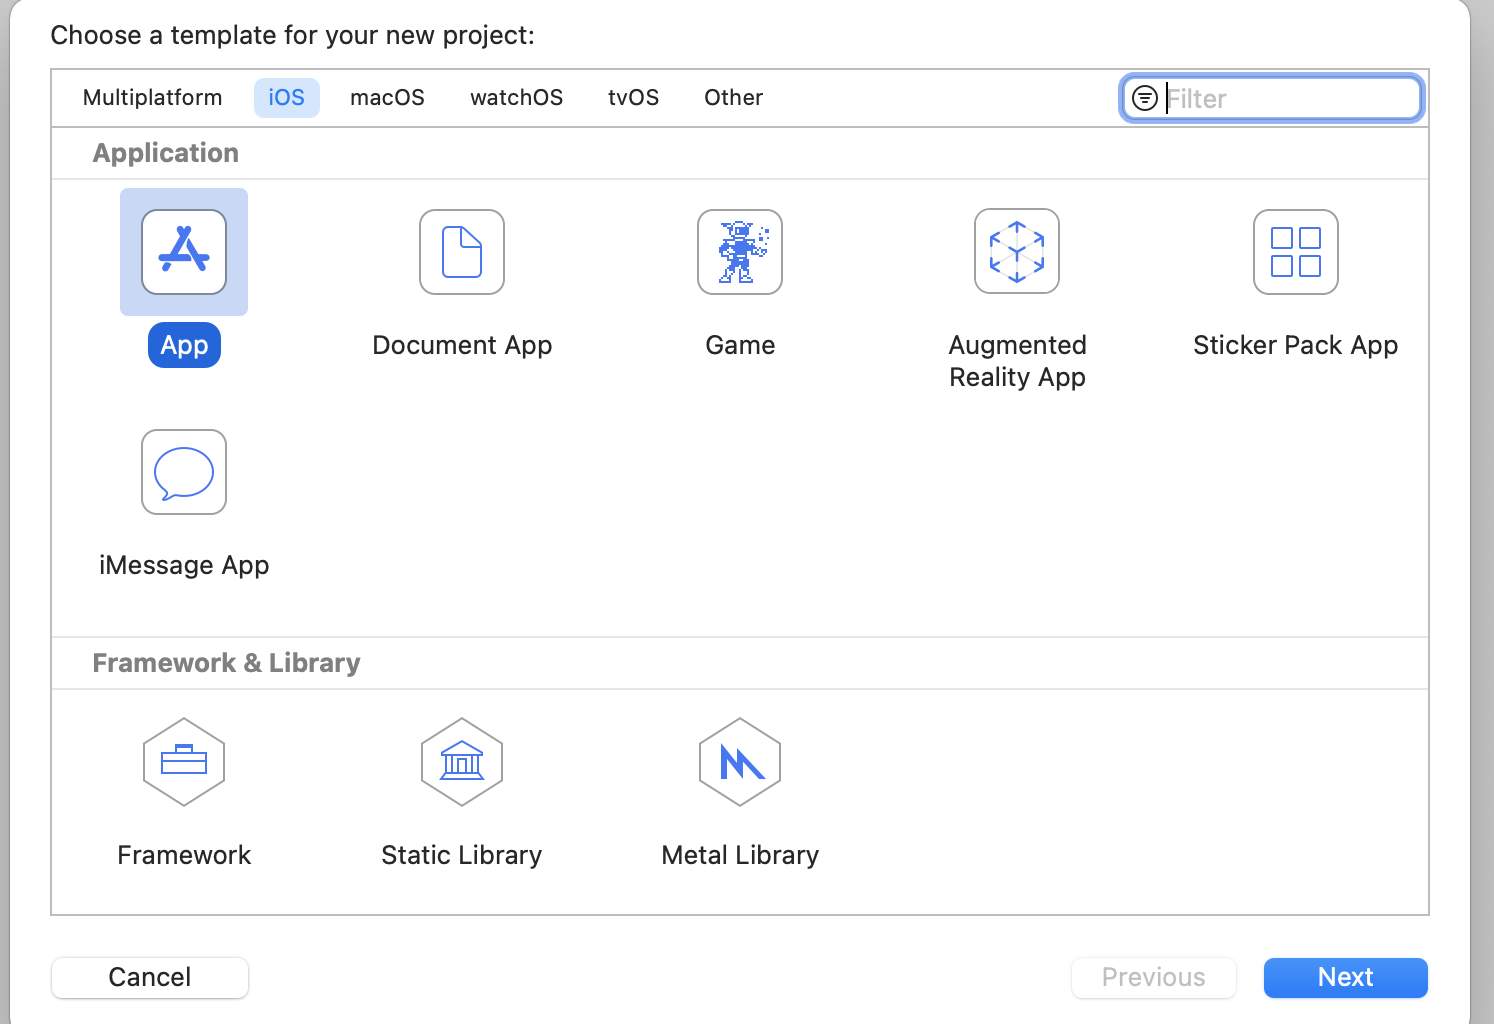 Choose a template for your new project:
Multiplatform iOS macOS watchOS tvOS Other Filter
Application
App Document App Game Augmented Reality App Sticker Pack App
iMessage App
Framework & Library
Framework Static Library Metal Library
Cancel Previous Next